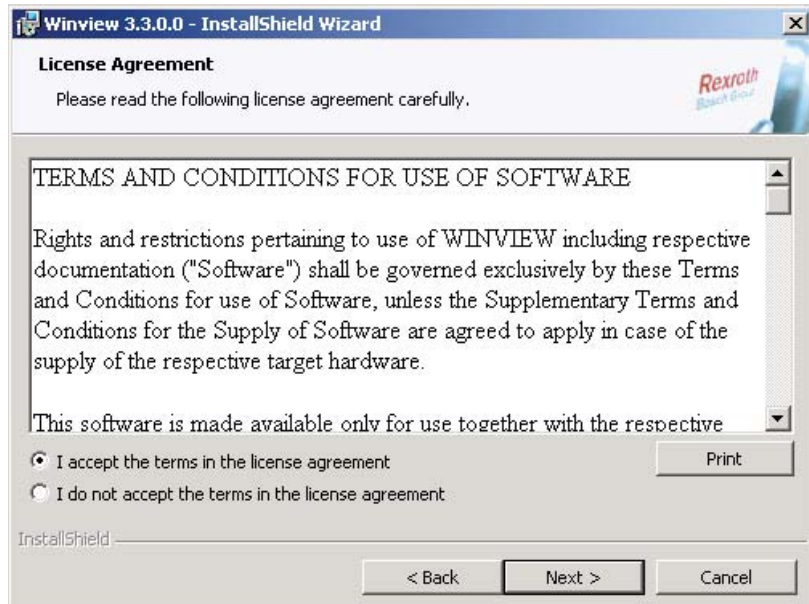 Winview 3.3.0.0 - InstallShield Wizard
License Agreement
Please read the following license agreement carefully.
Rexroth
Bosch Group
TERMS AND CONDITIONS FOR USE OF SOFTWARE
Rights and restrictions pertaining to use of WINVIEW including respective
documentation ("Software") shall be governed exclusively by these Terms
and Conditions for use of Software, unless the Supplementary Terms and
Conditions for the Supply of Software are agreed to apply in case of the
supply of the respective target hardware.
This software is made available only for use together with the respective
I accept the terms in the license agreement
Print
I do not accept the terms in the license agreement
InstallShield
< Back
Next >
Cancel